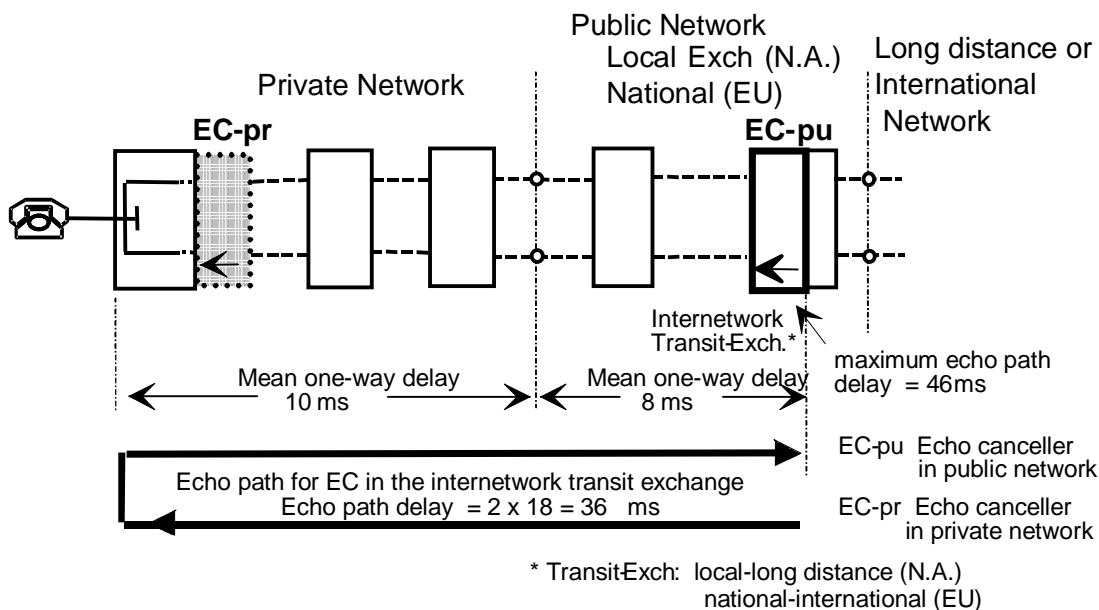 Public Network
Local Exch (N.A.)
National (EU)
Long distance or
International
Network
Private Network
EC-pr
EC-pu
Internetwork
Transit-Exch.*
maximum echo path
delay = 46ms
Mean one-way delay
10 ms
Mean one-way delay
8 ms
Echo path for EC in the internetwork transit exchange
Echo path delay = 2 x 18 = 36 ms
EC-pu Echo canceller
in public network
EC-pr Echo canceller
in private network
* Transit-Exch: local-long distance (N.A.)
national-international (EU)